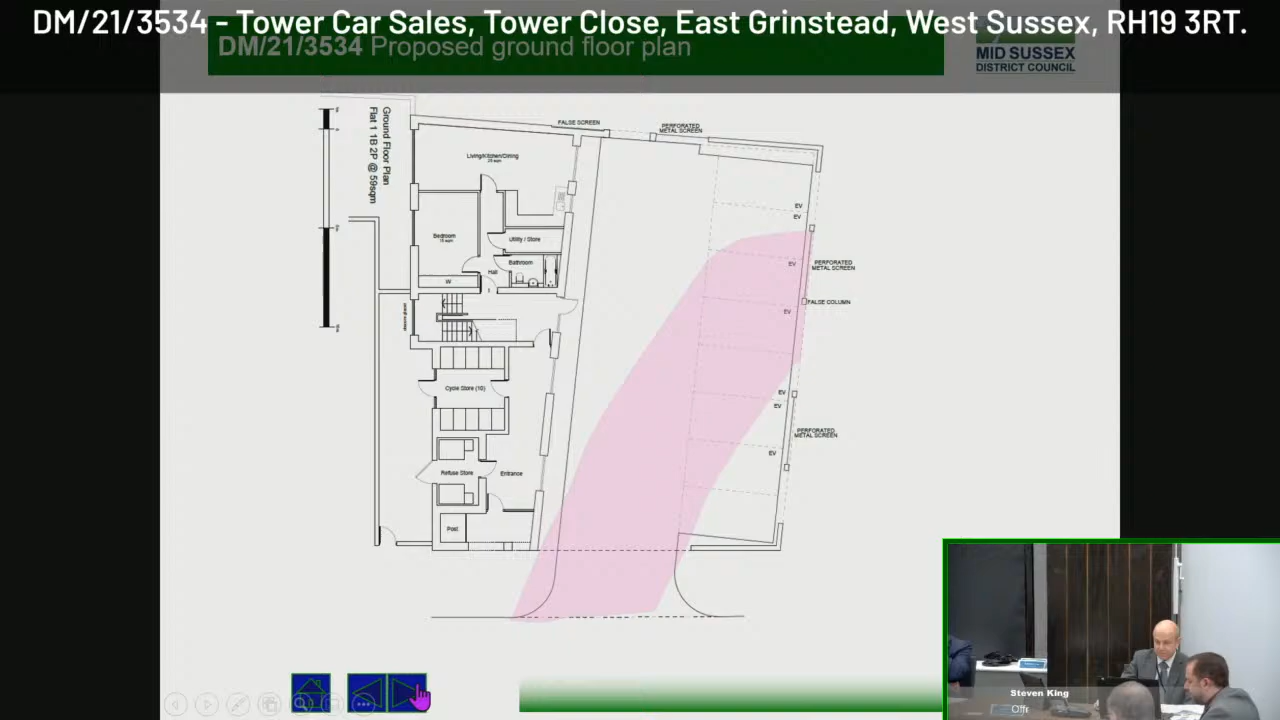 DM/21/3534 - Tower Car Sales, Tower Close, East Grinstead, West Sussex, RH19 3RT.
DM/21/3534 Proposed ground floor plan
MID SUSSEX
DISTRICT COUNCIL
Ground Floor Plan
Flat 1 1B 2P @ 59sqm
FALSE SCREEN
PERFORATED
METAL SCREEN
Living/Kitchen/Dining
EV
EV
Bedroom
Utility / Store
Bathroom
Hall
W
EV
PERFORATED
METAL SCREEN
FALSE COLUMN
EV
Cycle Store (10)
EV
EV
PERFORATED
METAL SCREEN
EV
Refuse Store
Entrance
Post
Steven King